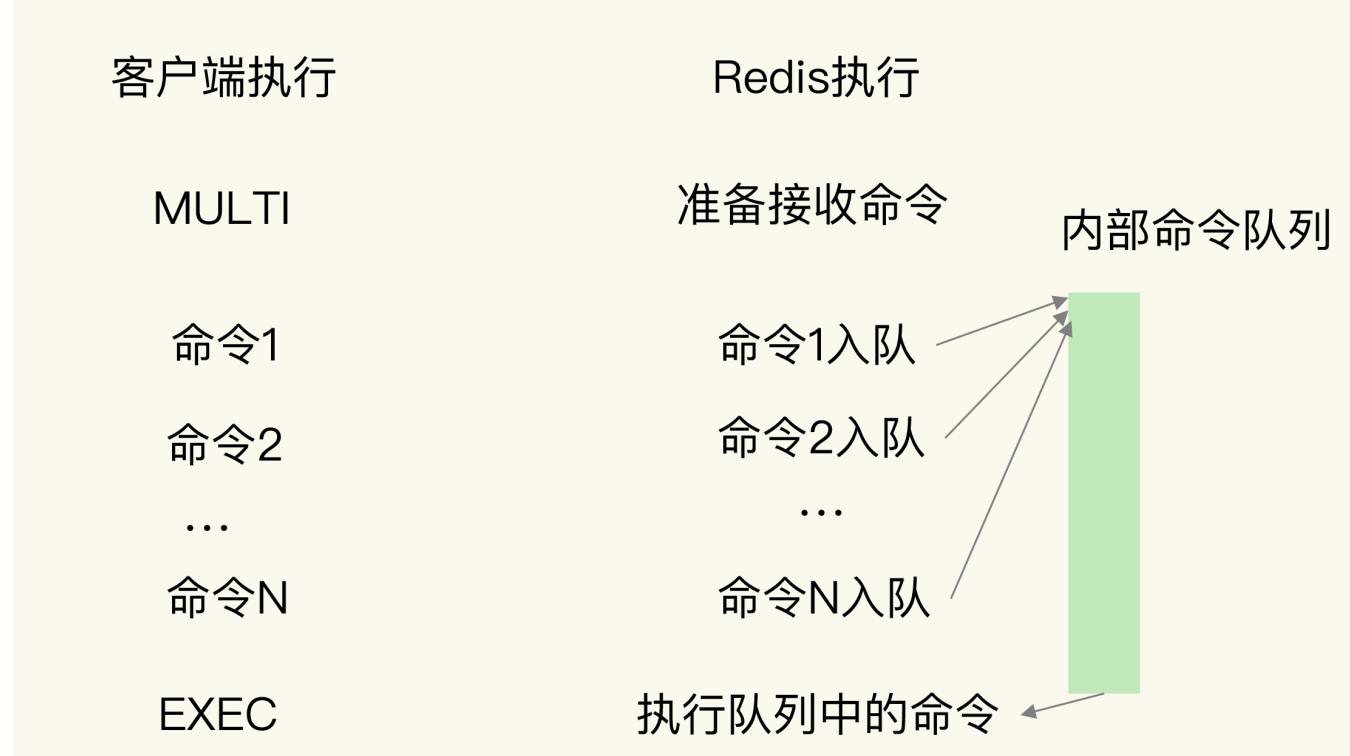 客户端执行 Redis执行
MULTI 准备接收命令
内部命令队列
命令1 命令1入队
命令2 命令2入队
... ...
命令N 命令N入队
EXEC 执行队列中的命令